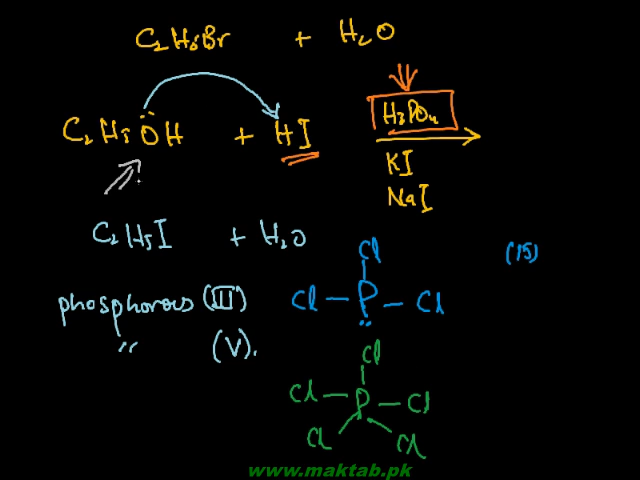 C2H5Br + H2O
C2H5ÖH + HI
H3PO4
KI
NaI
C2H5I + H2O
phosphorous (III)
" (V).
(15)
Cl
Cl — P — Cl
Cl
Cl — P — Cl
Cl Cl
www.maktab.pk